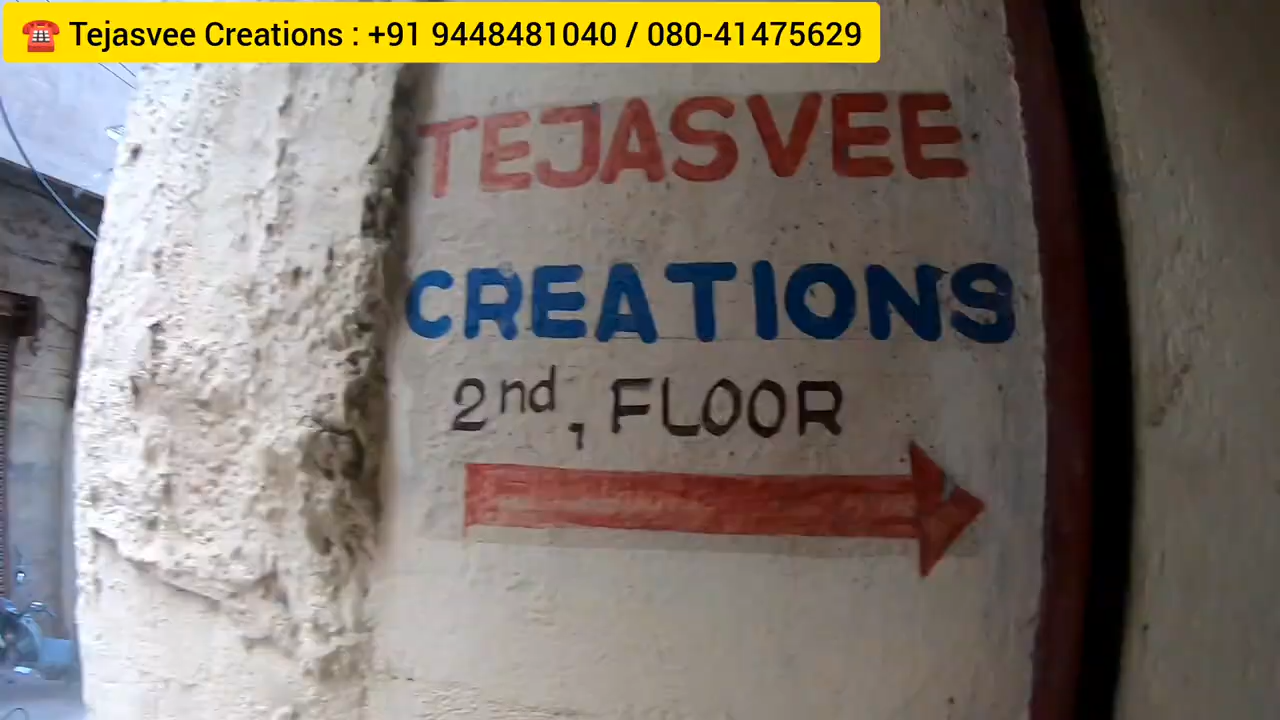 ☎️ Tejasvee Creations : +91 9448481040 / 080-41475629
TEJASVEE
CREATIONS
2nd, FLOOR